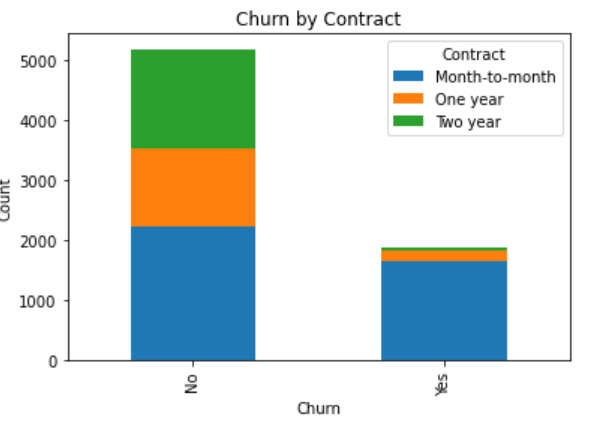 Churn by Contract
Contract
Month-to-month
One year
Two year
5000
4000
3000
2000
1000
0
Count
No
Yes
Churn